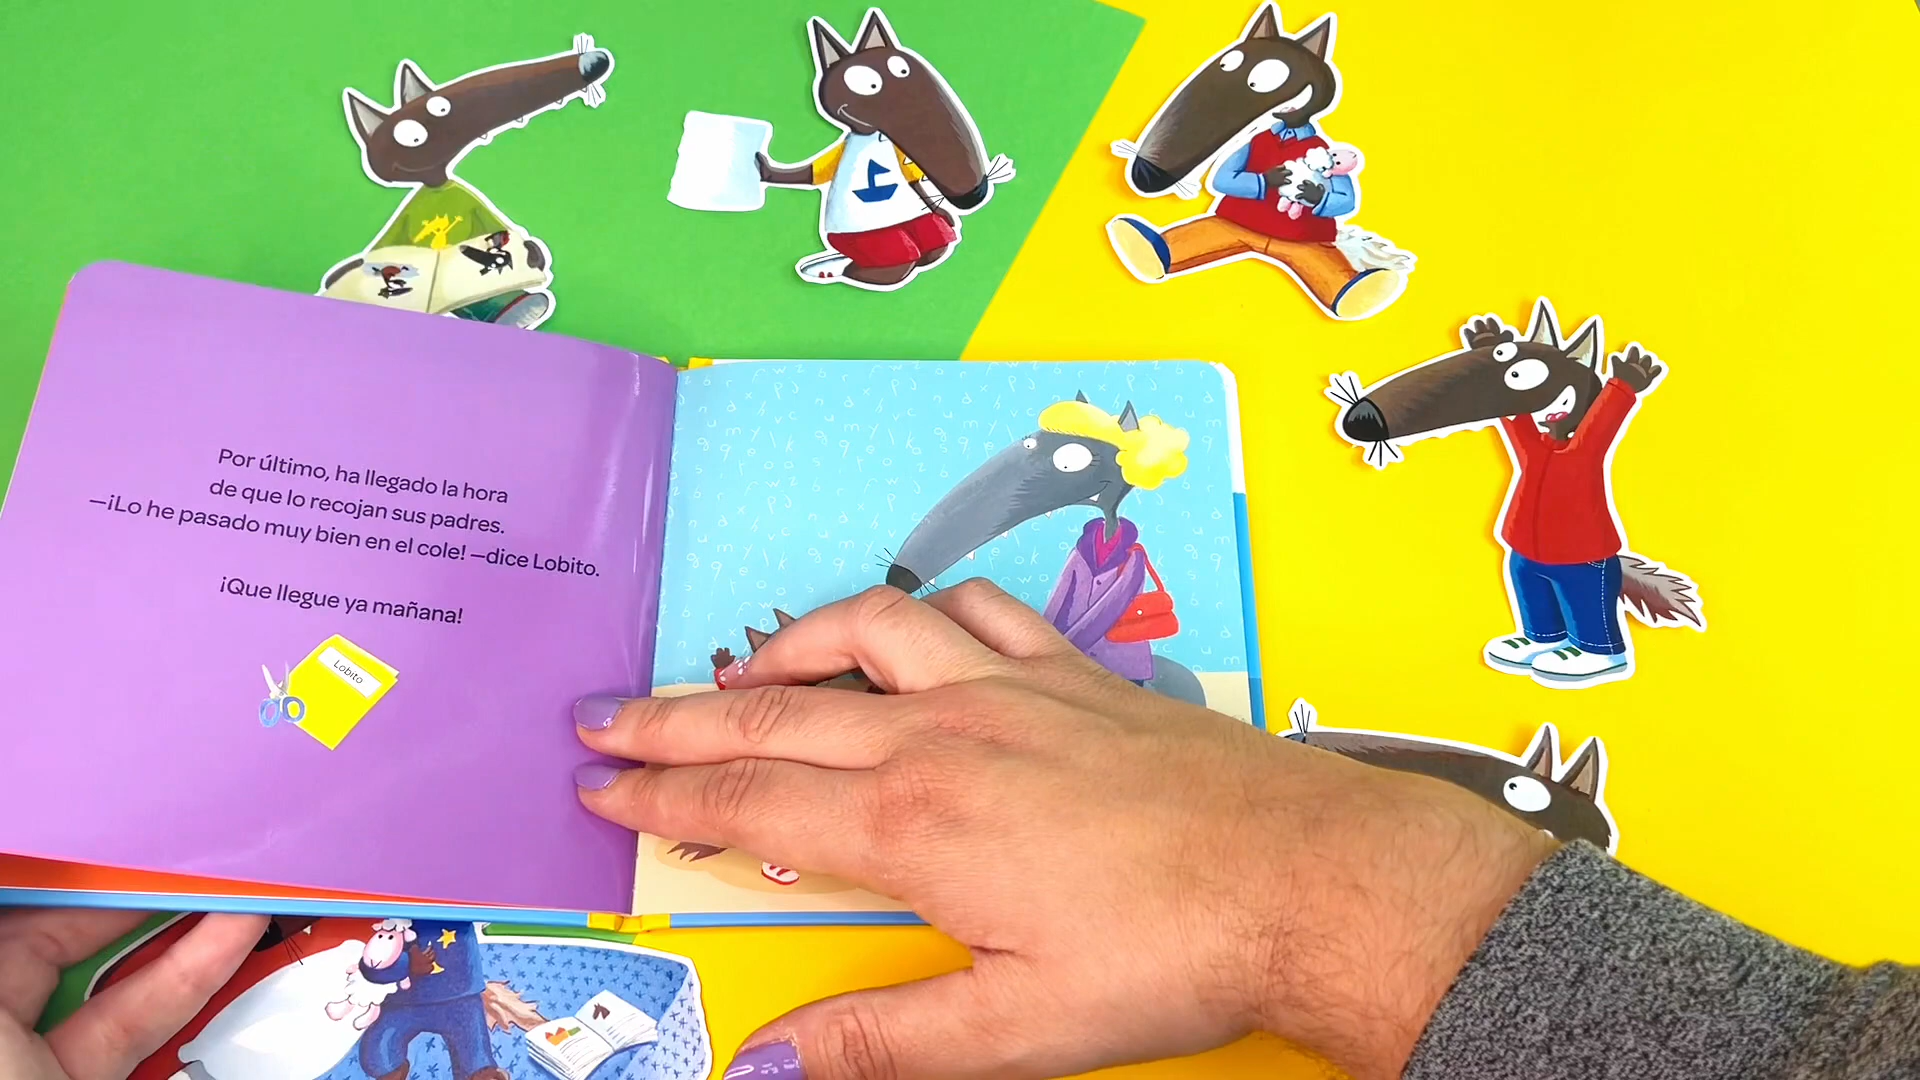 Por último, ha llegado la hora
de que lo recojan sus padres.
—¡Lo he pasado muy bien en el cole! —dice Lobito.
¡Que llegue ya mañana!
Lobito